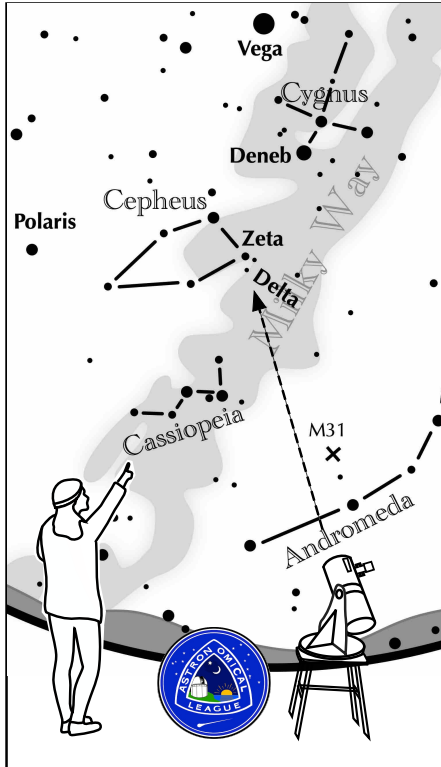 Vega
Cygnus
Deneb
Cepheus
Milky Way
Polaris
Zeta
Delta
Cassiopeia
M31
Andromeda
ASTRONOMICAL
LEAGUE